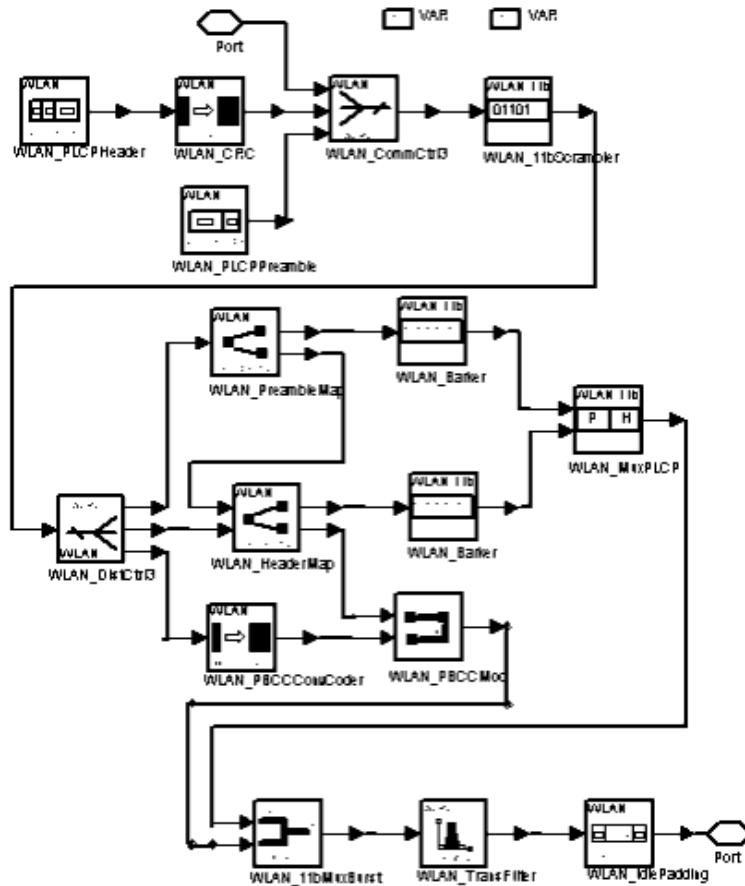 VAR
VAR
Port
WLAN
WLAN
WLAN
WLAN 11b
01101
WLAN_PLCPHeader
WLAN_CRC
WLAN_CommCtrl3
WLAN_11bScrambler
WLAN
WLAN_PLCPPreamble
WLAN
WLAN 11b
WLAN_PreambleMap
WLAN_Barker
WLAN 11b
P H
WLAN_MuxPLCP
WLAN
WLAN 11b
WLAN
WLAN_DistCtrl3
WLAN_HeaderMap
WLAN_Barker
WLAN
WLAN_PBCCConvCoder
WLAN_PBCCMod
WLAN
WLAN_11bMuxBurst
WLAN_TransFilter
WLAN_IdlePadding
Port